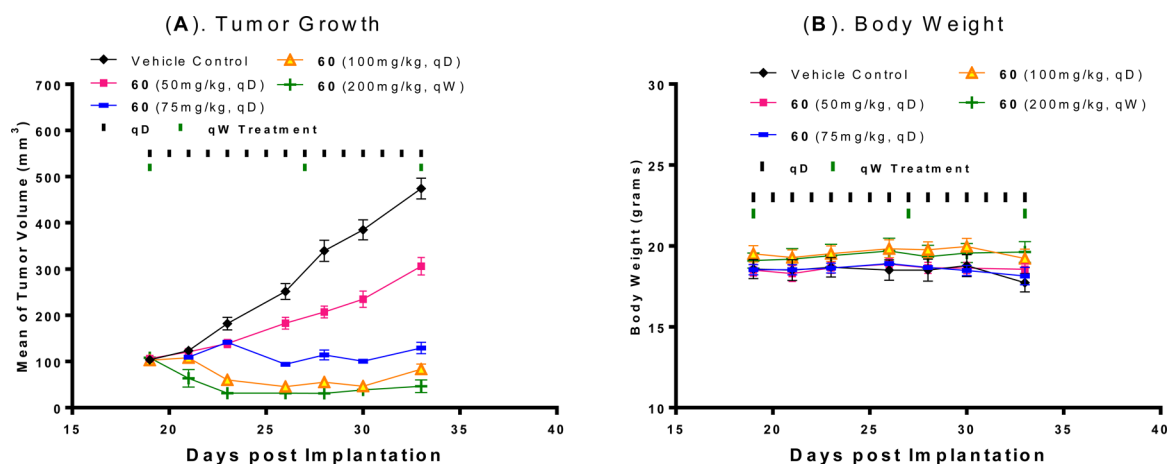 (A). Tumor Growth
Vehicle Control
60 (50mg/kg, qD)
60 (75mg/kg, qD)
60 (100mg/kg, qD)
60 (200mg/kg, qW)
qD
qW Treatment
Mean of Tumor Volume (mm3)
700
600
500
400
300
200
100
0
15
20
25
30
35
40
Days post Implantation
(B). Body Weight
Vehicle Control
60 (50mg/kg, qD)
60 (75mg/kg, qD)
60 (100mg/kg, qD)
60 (200mg/kg, qW)
qD
qW Treatment
Body Weight (grams)
30
25
20
15
10
15
20
25
30
35
40
Days post Implantation